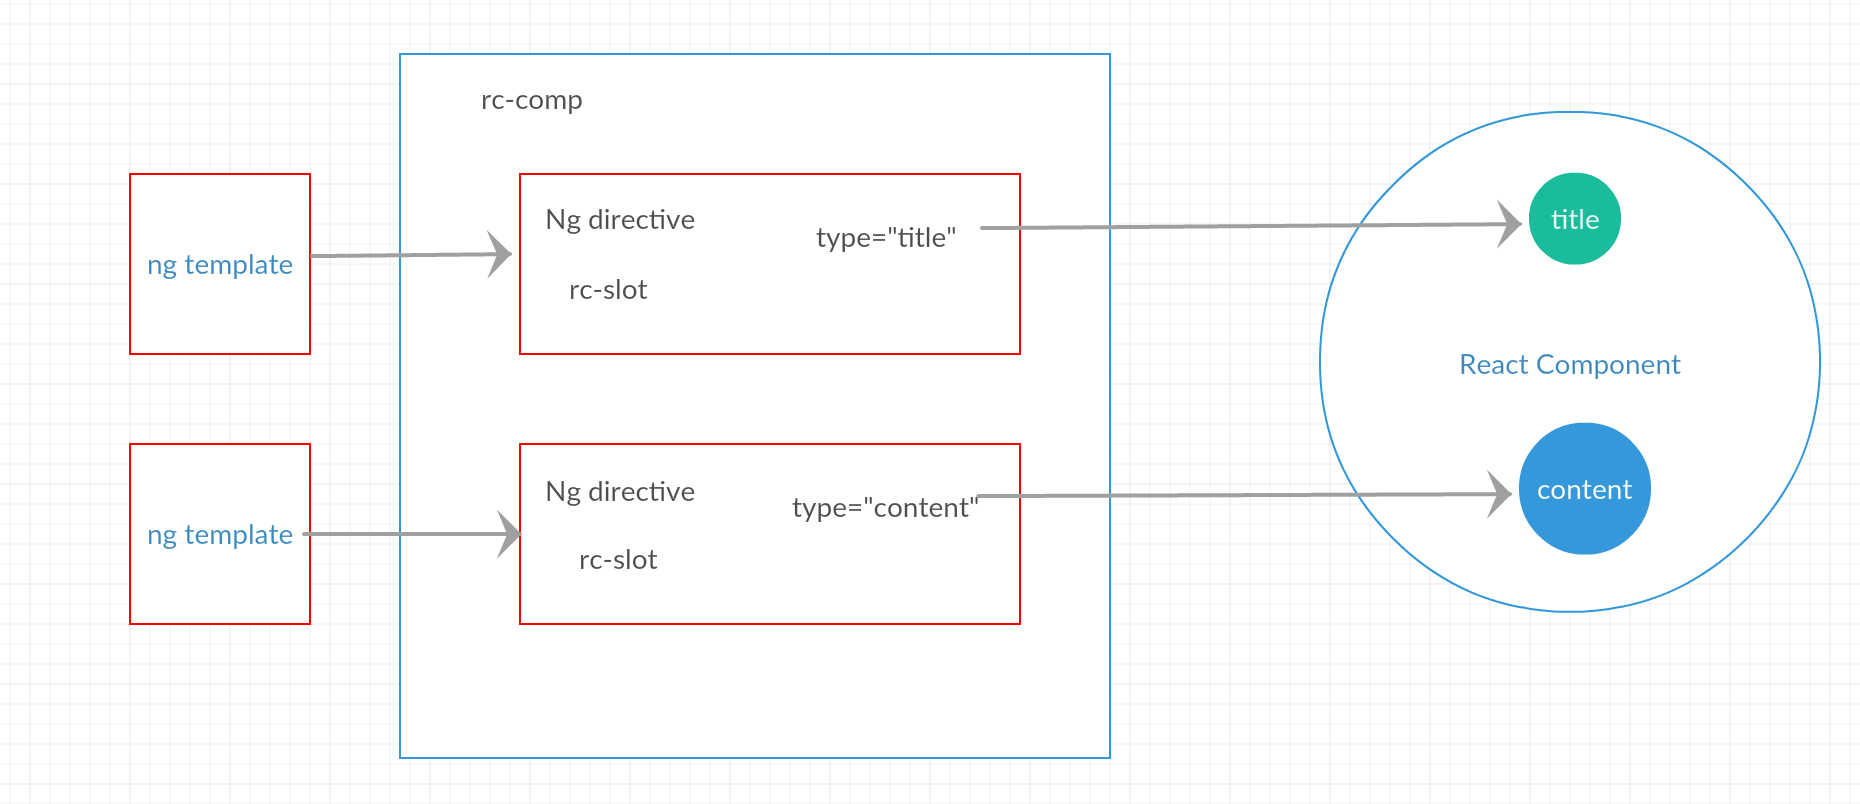 rc-comp
ng template
Ng directive
type="title"
rc-slot
title
React Component
ng template
Ng directive
type="content"
rc-slot
content